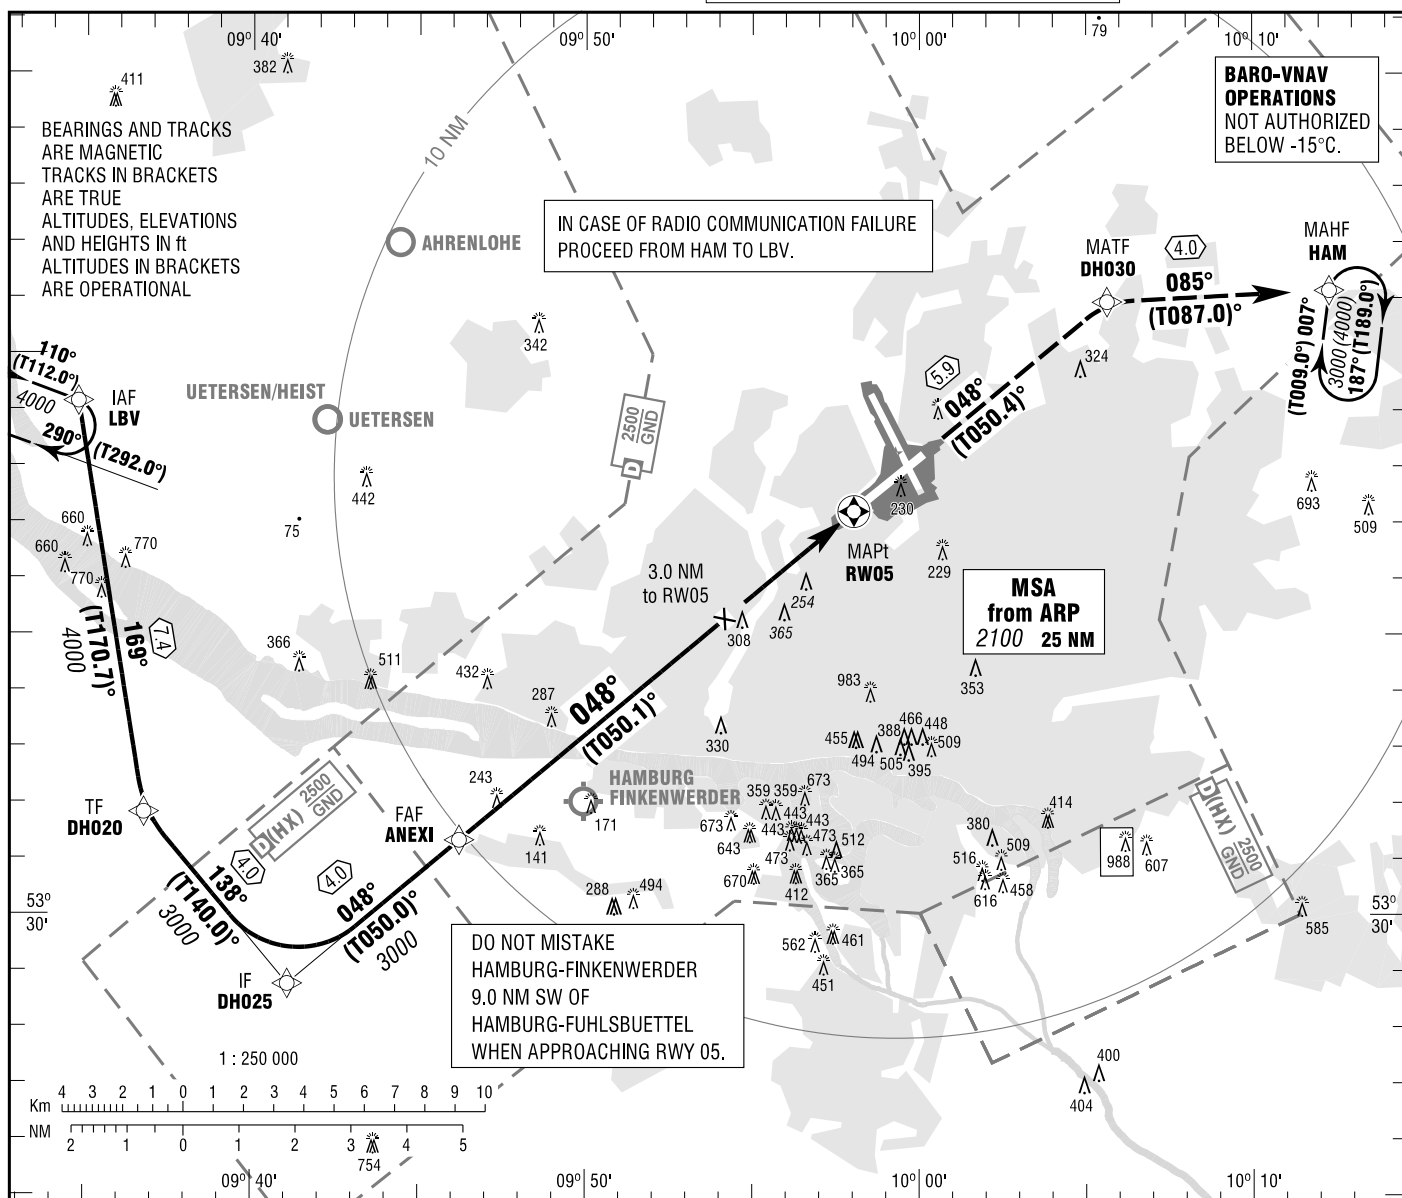 09° 40'
09° 50'
10° 00'
79
10° 10'
382
411
BARO-VNAV
OPERATIONS
NOT AUTHORIZED
BELOW -15°C.
BEARINGS AND TRACKS
ARE MAGNETIC
TRACKS IN BRACKETS
ARE TRUE
ALTITUDES, ELEVATIONS
AND HEIGHTS IN ft
ALTITUDES IN BRACKETS
ARE OPERATIONAL
10 NM
AHRENLOHE
IN CASE OF RADIO COMMUNICATION FAILURE
PROCEED FROM HAM TO LBV.
MATF
DH030
4.0
085°
(T087.0)°
MAHF
HAM
(T009.0°) 007°
3000 (4000)
187° (T189.0°)
342
324
110°
(T112.0°)
4000
IAF
LBV
290°
(T292.0°)
UETERSEN/HEIST
UETERSEN
D 2500
GND
5.9
048°
(T050.4)°
442
75
660
660
770
770
230
229
693
509
MAPt
RW05
3.0 NM
to RW05
254
365
308
MSA
from ARP
2100 25 NM
169°
(T170.7)°
4000
7.4
366
511
432
287
048°
(T050.1)°
330
983
353
455
494
388
466
448
505
395
509
243
HAMBURG
FINKENWERDER
171
141
TF
DH020
D(HX) 2500
GND
FAF
ANEXI
359
359
673
673
443
443
643
473
473
512
670
412
365
365
414
380
509
516
616
458
988
607
D(HX) 2500
GND
585
4.0
138°
(T140.0)°
3000
4.0
048°
(T050.0)°
3000
288
494
562
461
451
53°
30'
53°
30'
IF
DH025
DO NOT MISTAKE
HAMBURG-FINKENWERDER
9.0 NM SW OF
HAMBURG-FUHLSBUETTEL
WHEN APPROACHING RWY 05.
400
404
1 : 250 000
4 3 2 1 0 1 2 3 4 5 6 7 8 9 10
Km
NM
2 1 0 1 2 3 4 5
754
09° 40'
09° 50'
10° 00'
10° 10'